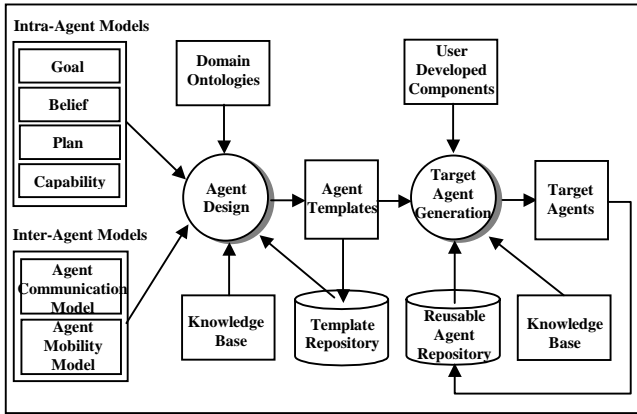 Intra-Agent Models
Goal
Belief
Plan
Capability
Inter-Agent Models
Agent
Communication
Model
Agent
Mobility
Model
Domain
Ontologies
Agent
Design
Knowledge
Base
Agent
Templates
Template
Repository
User
Developed
Components
Target
Agent
Generation
Reusable
Agent
Repository
Target
Agents
Knowledge
Base